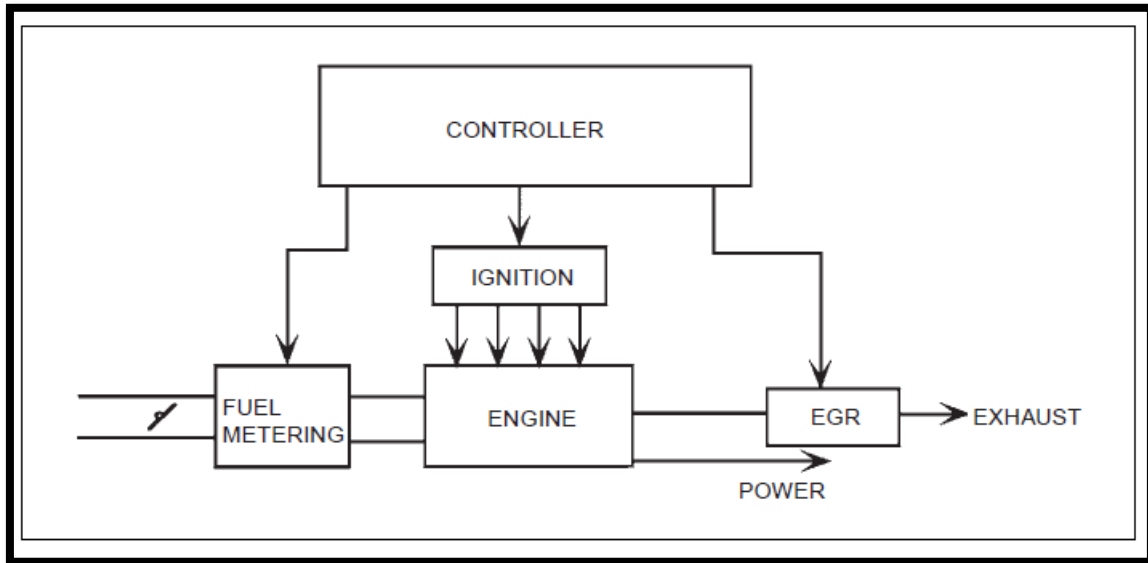 CONTROLLER
IGNITION
FUEL
METERING
ENGINE
EGR
EXHAUST
POWER